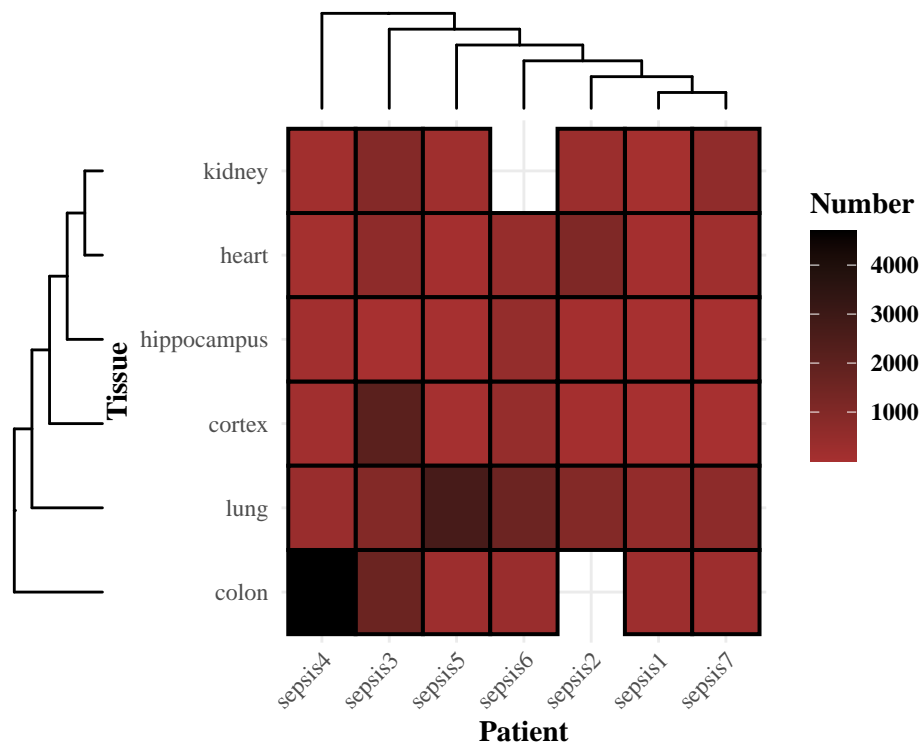 kidney
heart
hippocampus
cortex
lung
colon
Tissue
sepsis4
sepsis3
sepsis5
sepsis6
sepsis2
sepsis1
sepsis7
Patient
Number
4000
3000
2000
1000